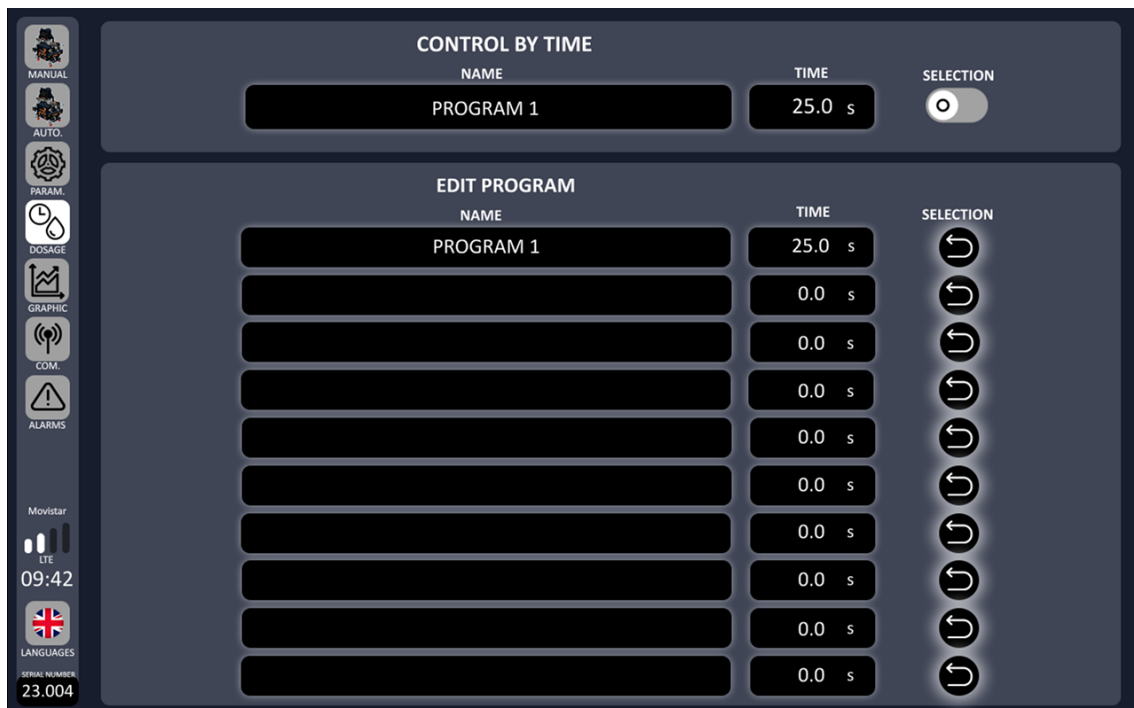 MANUAL
AUTO.
PARAM.
DOSAGE
GRAPHIC
COM.
ALARMS
Movistar
LTE
09:42
LANGUAGES
SERIAL NUMBER
23.004
CONTROL BY TIME
NAME TIME SELECTION
PROGRAM 1 25.0 s
EDIT PROGRAM
NAME TIME SELECTION
PROGRAM 1 25.0 s
0.0 s
0.0 s
0.0 s
0.0 s
0.0 s
0.0 s
0.0 s
0.0 s
0.0 s